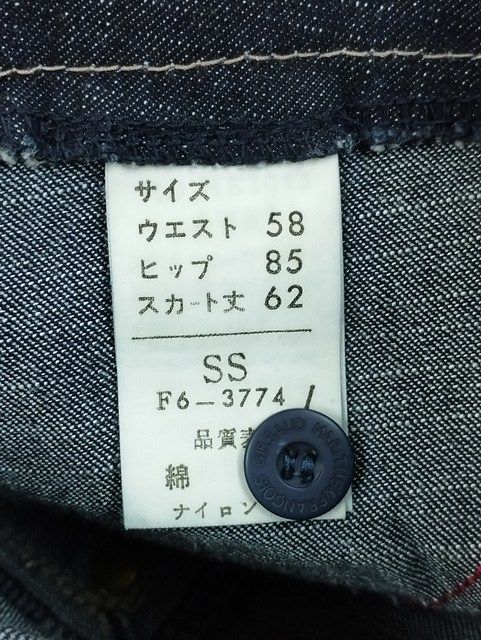 サイズ
ウエスト 58
ヒップ 85
スカート丈 62
SS
F6-3774 /
品質表
綿
ナイロン
MARITHE & FRANCOIS GIRBAUD